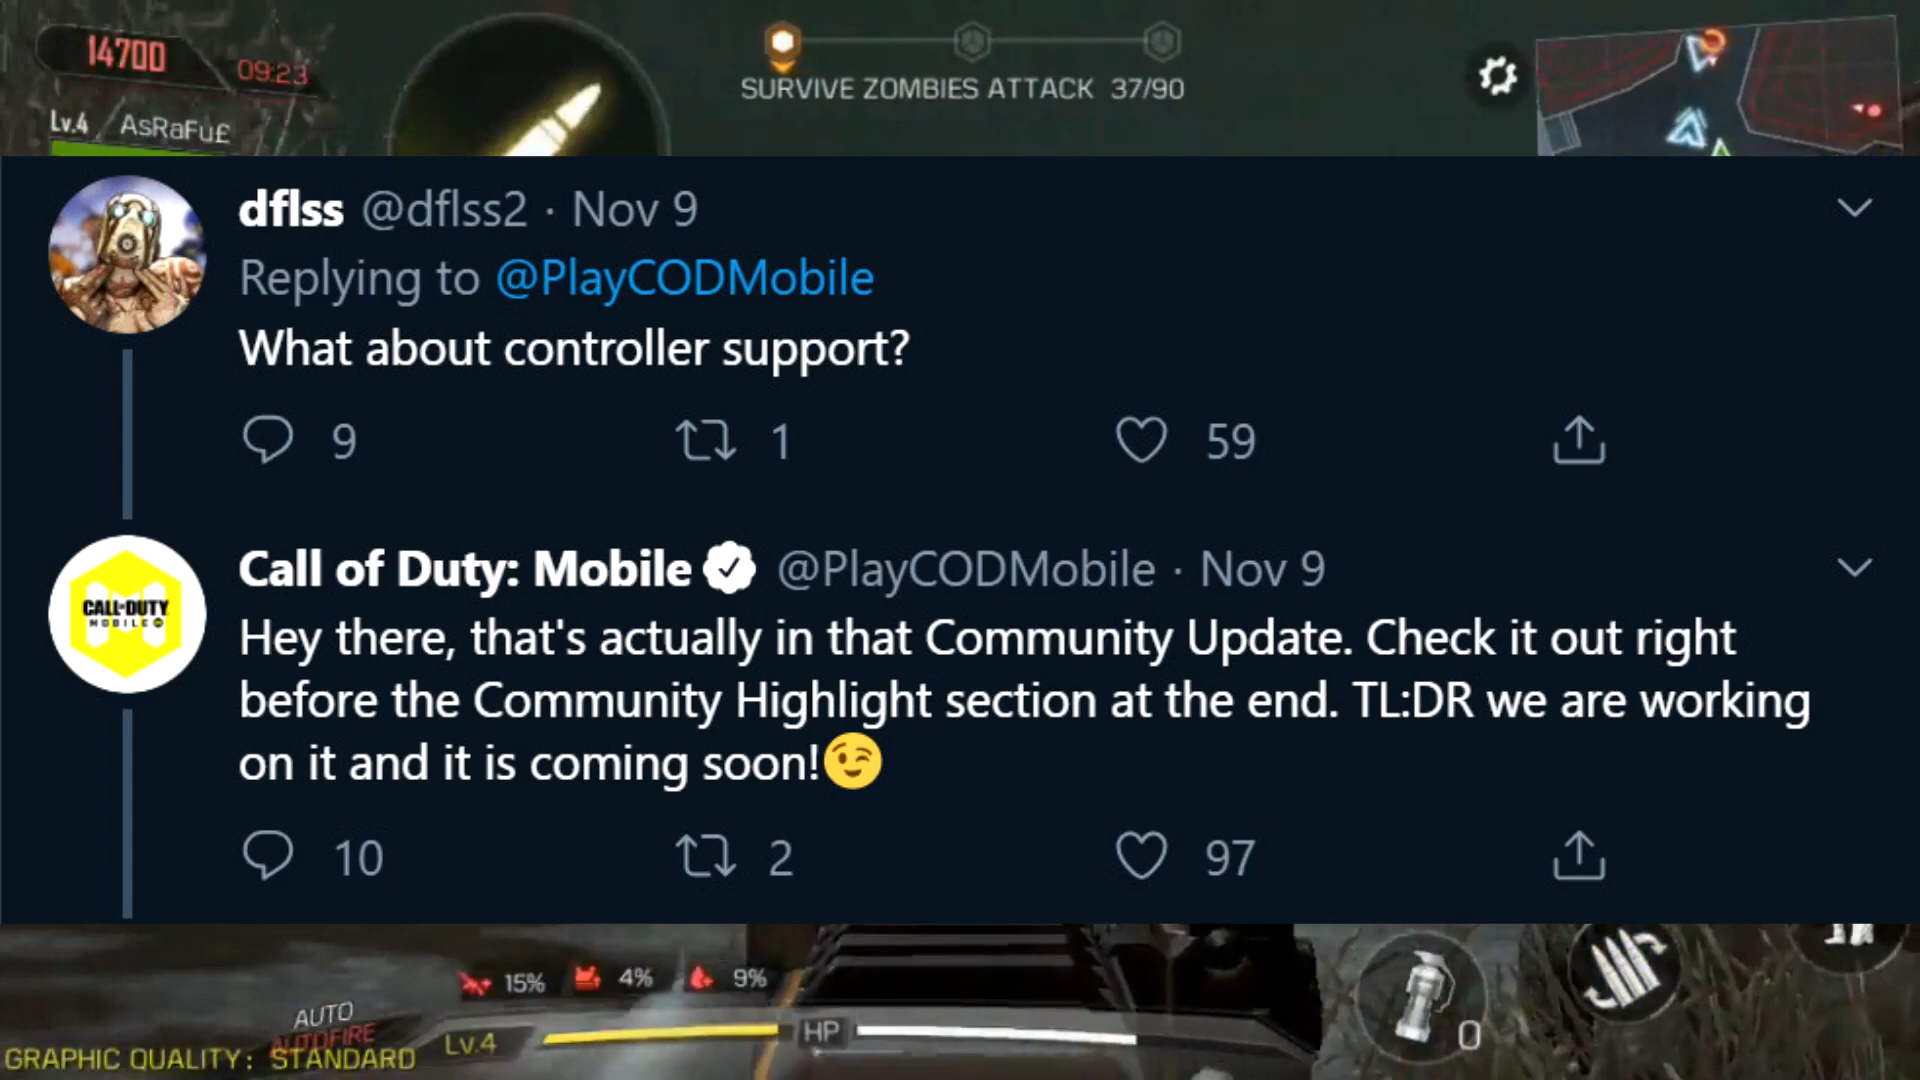 14700
09:23
SURVIVE ZOMBIES ATTACK 37/90
Lv.4 / AsRaFu£
dflss @dflss2 · Nov 9
Replying to @PlayCODMobile
What about controller support?
9 1 59
Call of Duty: Mobile @PlayCODMobile · Nov 9
CALL OF DUTY
MOBILE
Hey there, that's actually in that Community Update. Check it out right
before the Community Highlight section at the end. TL:DR we are working
on it and it is coming soon!😉
10 2 97
15% 4% 9%
AUTO
AUTOFIRE
Lv.4 HP 0
GRAPHIC QUALITY: STANDARD